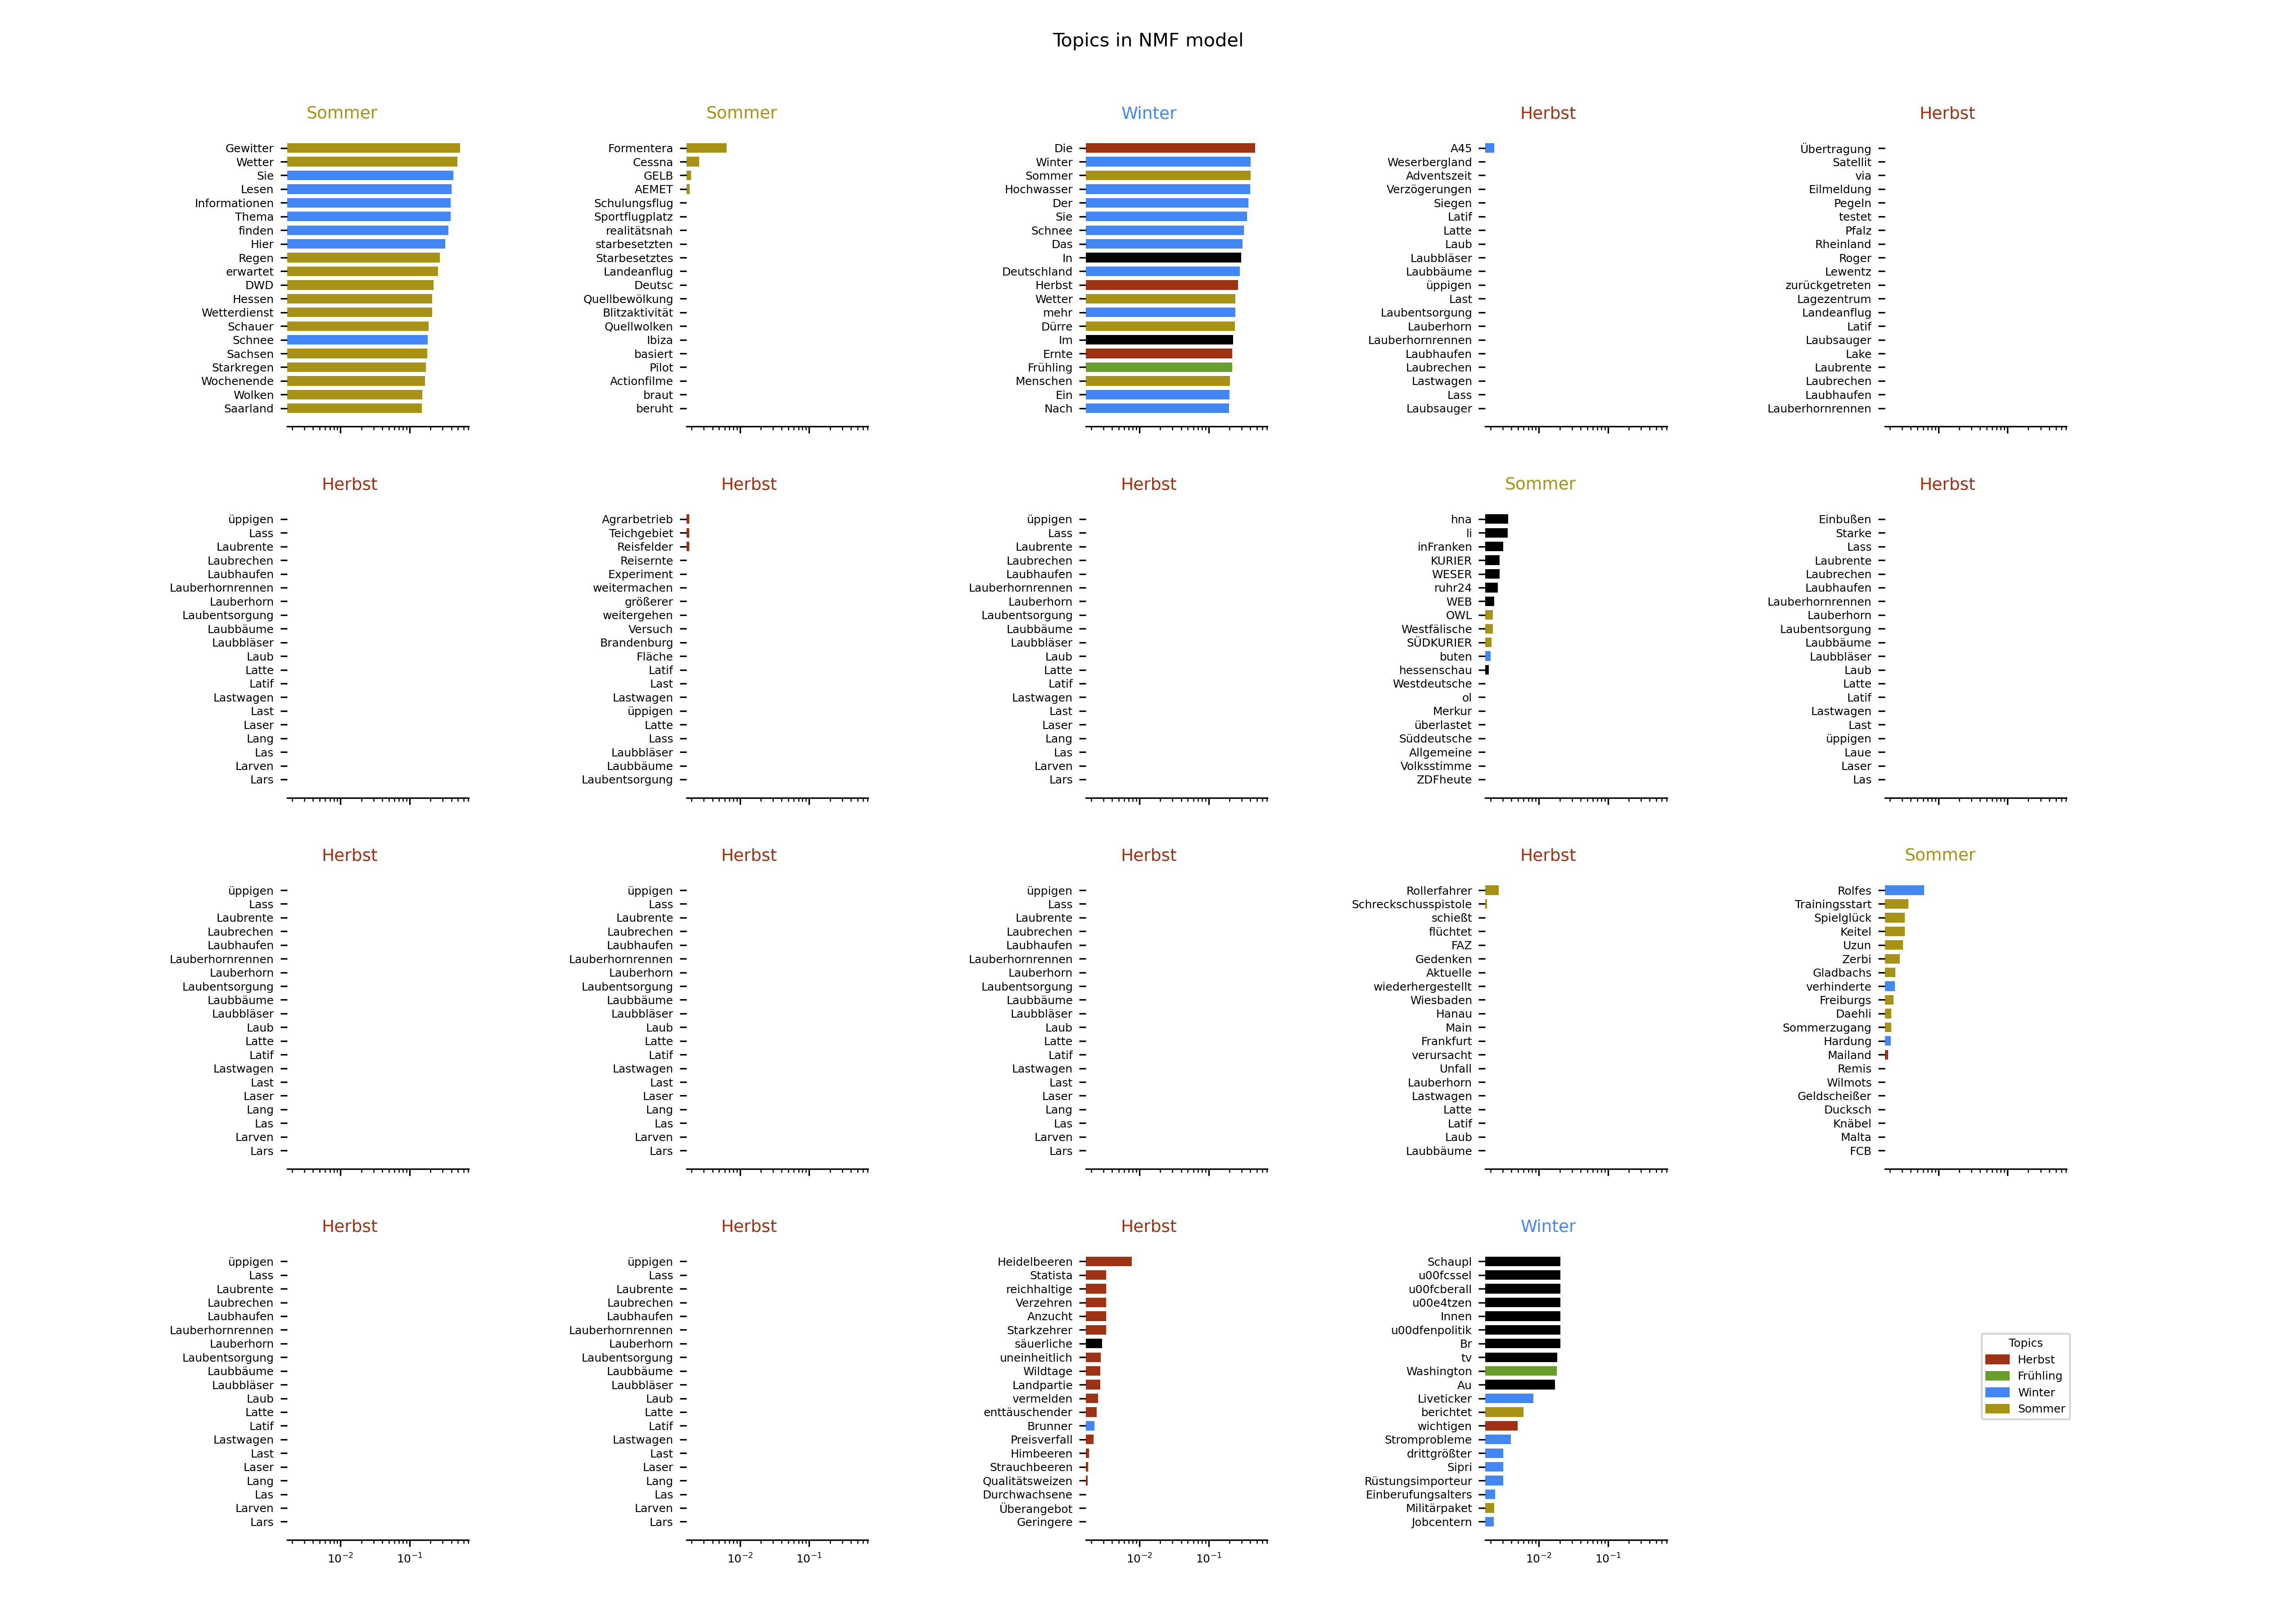 Topics in NMF model
Sommer
Gewitter
Wetter
Sie
Lesen
Informationen
Thema
finden
Hier
Regen
erwartet
DWD
Hessen
Wetterdienst
Schauer
Schnee
Sachsen
Starkregen
Wochenende
Wolken
Saarland
Sommer
Formentera
Cessna
GELB
AEMET
Schulungsflug
Sportflugplatz
realitätsnah
starbesetzten
Starbesetztes
Landeanflug
Deutsc
Quellbewölkung
Blitzaktivität
Quellwolken
Ibiza
basiert
Pilot
Actionfilme
braut
beruht
Winter
Die
Winter
Sommer
Hochwasser
Der
Sie
Schnee
Das
In
Deutschland
Herbst
Wetter
mehr
Dürre
Im
Ernte
Frühling
Menschen
Ein
Nach
Herbst
A45
Weserbergland
Adventszeit
Verzögerungen
Siegen
Latif
Latte
Laub
Laubbläser
Laubbäume
üppigen
Last
Laubentsorgung
Lauberhorn
Lauberhornrennen
Laubhaufen
Laubrechen
Lastwagen
Lass
Laubsauger
Herbst
Übertragung
Satellit
via
Eilmeldung
Pegeln
testet
Pfalz
Rheinland
Roger
Lewentz
zurückgetreten
Lagezentrum
Landeanflug
Latif
Laubsauger
Lake
Laubrente
Laubrechen
Laubhaufen
Lauberhornrennen
Herbst
üppigen
Lass
Laubrente
Laubrechen
Laubhaufen
Lauberhornrennen
Lauberhorn
Laubentsorgung
Laubbäume
Laubbläser
Laub
Latte
Latif
Lastwagen
Last
Laser
Lang
Las
Larven
Lars
Herbst
Agrarbetrieb
Teichgebiet
Reisfelder
Reisernte
Experiment
weitermachen
größerer
weitergehen
Versuch
Brandenburg
Fläche
Latif
Last
Lastwagen
üppigen
Latte
Lass
Laubbläser
Laubbäume
Laubentsorgung
Herbst
üppigen
Lass
Laubrente
Laubrechen
Laubhaufen
Lauberhornrennen
Lauberhorn
Laubentsorgung
Laubbäume
Laubbläser
Laub
Latte
Latif
Lastwagen
Last
Laser
Lang
Las
Larven
Lars
Sommer
hna
li
inFranken
KURIER
WESER
ruhr24
WEB
OWL
Westfälische
SÜDKURIER
buten
hessenschau
Westdeutsche
ol
Merkur
überlastet
Süddeutsche
Allgemeine
Volksstimme
ZDFheute
Herbst
Einbußen
Starke
Lass
Laubrente
Laubrechen
Laubhaufen
Lauberhornrennen
Lauberhorn
Laubentsorgung
Laubbäume
Laubbläser
Laub
Latte
Latif
Lastwagen
Last
üppigen
Laue
Laser
Las
Herbst
üppigen
Lass
Laubrente
Laubrechen
Laubhaufen
Lauberhornrennen
Lauberhorn
Laubentsorgung
Laubbäume
Laubbläser
Laub
Latte
Latif
Lastwagen
Last
Laser
Lang
Las
Larven
Lars
Herbst
üppigen
Lass
Laubrente
Laubrechen
Laubhaufen
Lauberhornrennen
Lauberhorn
Laubentsorgung
Laubbäume
Laubbläser
Laub
Latte
Latif
Lastwagen
Last
Laser
Lang
Las
Larven
Lars
Herbst
üppigen
Lass
Laubrente
Laubrechen
Laubhaufen
Lauberhornrennen
Lauberhorn
Laubentsorgung
Laubbäume
Laubbläser
Laub
Latte
Latif
Lastwagen
Last
Laser
Lang
Las
Larven
Lars
Herbst
Rollerfahrer
Schreckschusspistole
schießt
flüchtet
FAZ
Gedenken
Aktuelle
wiederhergestellt
Wiesbaden
Hanau
Main
Frankfurt
verursacht
Unfall
Lauberhorn
Lastwagen
Latte
Latif
Laub
Laubbäume
Sommer
Rolfes
Trainingsstart
Spielglück
Keitel
Uzun
Zerbi
Gladbachs
verhinderte
Freiburgs
Daehli
Sommerzugang
Hardung
Mailand
Remis
Wilmots
Geldscheißer
Ducksch
Knäbel
Malta
FCB
Herbst
üppigen
Lass
Laubrente
Laubrechen
Laubhaufen
Lauberhornrennen
Lauberhorn
Laubentsorgung
Laubbäume
Laubbläser
Laub
Latte
Latif
Lastwagen
Last
Laser
Lang
Las
Larven
Lars
10⁻² 10⁻¹
Herbst
üppigen
Lass
Laubrente
Laubrechen
Laubhaufen
Lauberhornrennen
Lauberhorn
Laubentsorgung
Laubbäume
Laubbläser
Laub
Latte
Latif
Lastwagen
Last
Laser
Lang
Las
Larven
Lars
10⁻² 10⁻¹
Herbst
Heidelbeeren
Statista
reichhaltige
Verzehren
Anzucht
Starkzehrer
säuerliche
uneinheitlich
Wildtage
Landpartie
vermelden
enttäuschender
Brunner
Preisverfall
Himbeeren
Strauchbeeren
Qualitätsweizen
Durchwachsene
Überangebot
Geringere
10⁻² 10⁻¹
Winter
Schaupl
u00fcssel
u00fcberall
u00e4tzen
Innen
u00dfenpolitik
Br
tv
Washington
Au
Liveticker
berichtet
wichtigen
Stromprobleme
drittgrößter
Sipri
Rüstungsimporteur
Einberufungsalters
Militärpaket
Jobcentern
10⁻² 10⁻¹
Topics
Herbst
Frühling
Winter
Sommer